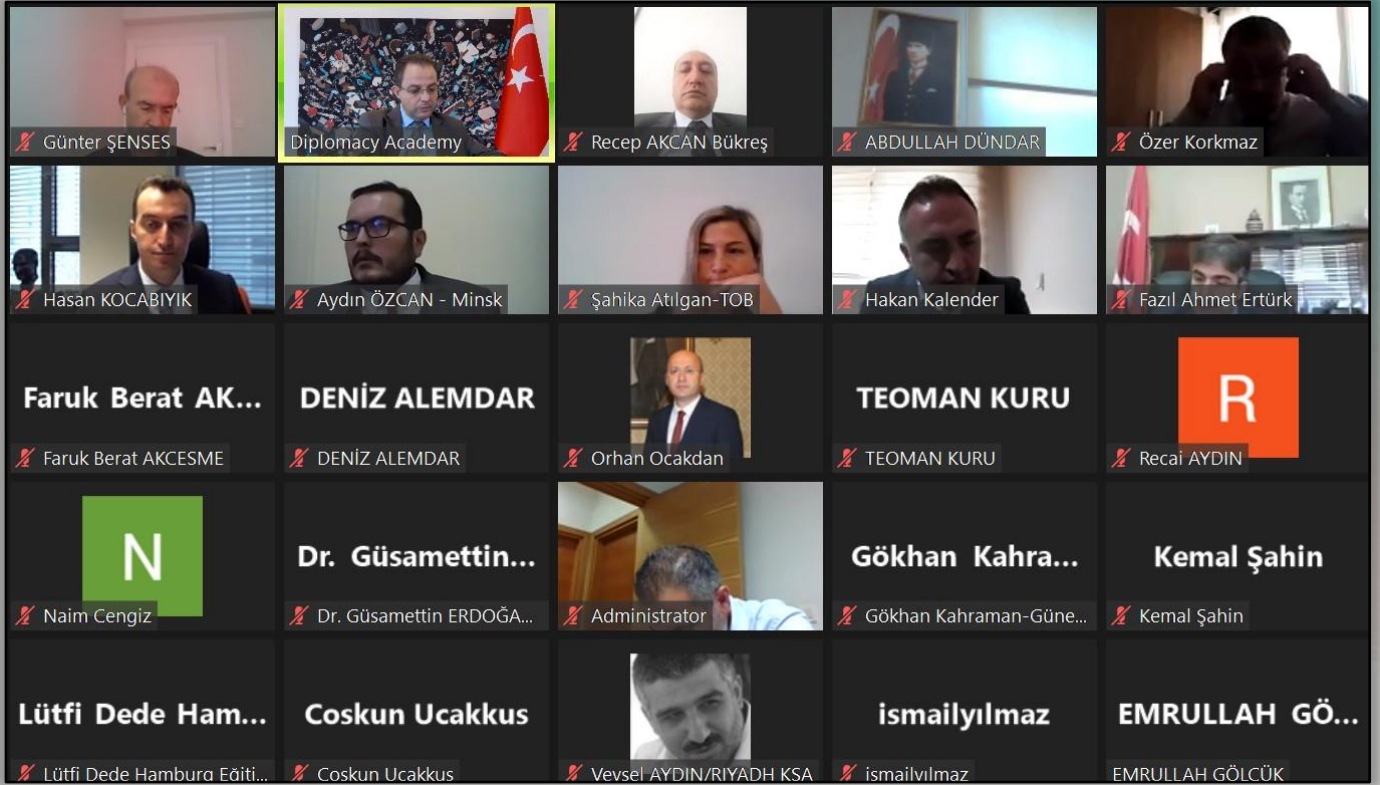 Günter ŞENSES
Diplomacy Academy
Recep AKCAN Bükreş
ABDULLAH DÜNDAR
Özer Korkmaz
Hasan KOCABIYIK
Aydın ÖZCAN - Minsk
Şahika Atılgan-TOB
Hakan Kalender
Fazıl Ahmet Ertürk
Faruk Berat AK...
Faruk Berat AKCESME
DENİZ ALEMDAR
DENİZ ALEMDAR
Orhan Ocakdan
TEOMAN KURU
TEOMAN KURU
R
Recai AYDIN
N
Naim Cengiz
Dr. Güsamettin...
Dr. Güsamettin ERDOĞA...
Administrator
Gökhan Kahra...
Gökhan Kahraman-Güne...
Kemal Şahin
Kemal Şahin
Lütfi Dede Ham...
Lütfi Dede Hamburg Eğiti...
Coskun Ucakkus
Coskun Ucakkus
Veysel AYDIN/RIYADH KSA
ismailyılmaz
ismailyılmaz
EMRULLAH GÖ...
EMRULLAH GÖLCÜK